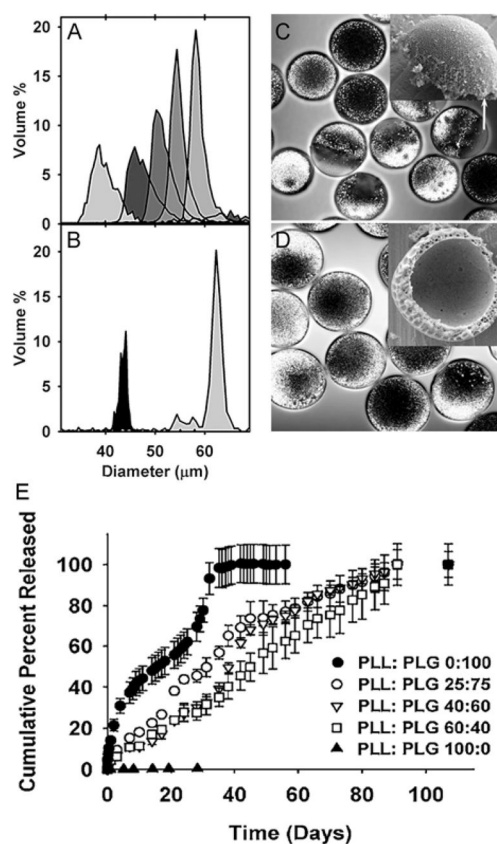 A
Volume %
20
15
10
5
0
B
Volume %
20
15
10
5
0
40 50 60
Diameter (μm)
C
D
E
Cumulative Percent Released
100
80
60
40
20
0
PLL: PLG 0:100
PLL: PLG 25:75
PLL: PLG 40:60
PLL: PLG 60:40
PLL: PLG 100:0
0 20 40 60 80 100
Time (Days)